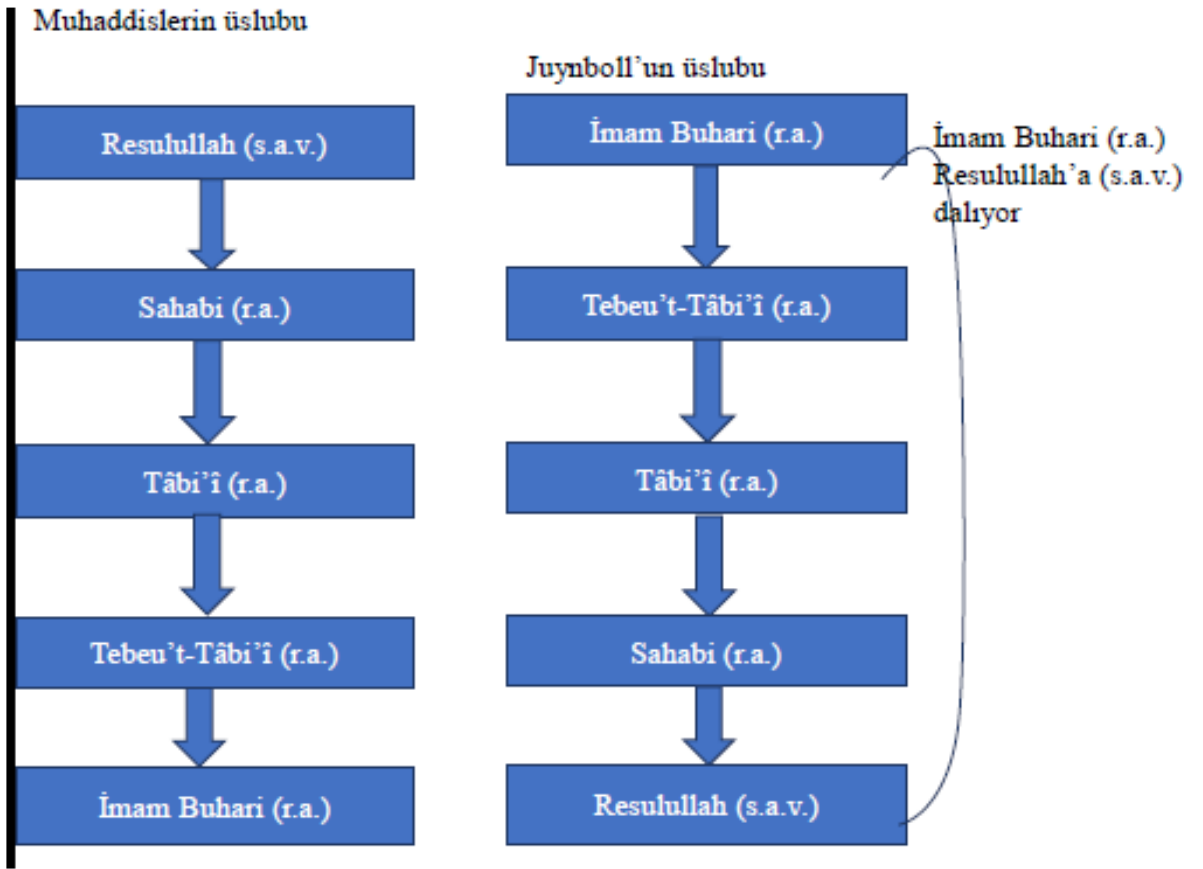 Muhaddislerin üslubu
Resulullah (s.a.v.)
Sahabi (r.a.)
Tâbi’î (r.a.)
Tebeu’t-Tâbi’î (r.a.)
İmam Buhari (r.a.)
Juynboll’un üslubu
İmam Buhari (r.a.)
Tebeu’t-Tâbi’î (r.a.)
Tâbi’î (r.a.)
Sahabi (r.a.)
Resulullah (s.a.v.)
İmam Buhari (r.a.)
Resulullah’a (s.a.v.)
dalıyor